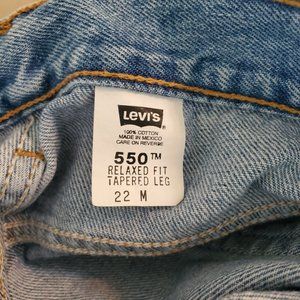 LEVI'S
®
100% COTTON
MADE IN MEXICO
CARE ON REVERSE
550™
RELAXED FIT
TAPERED LEG
22 M